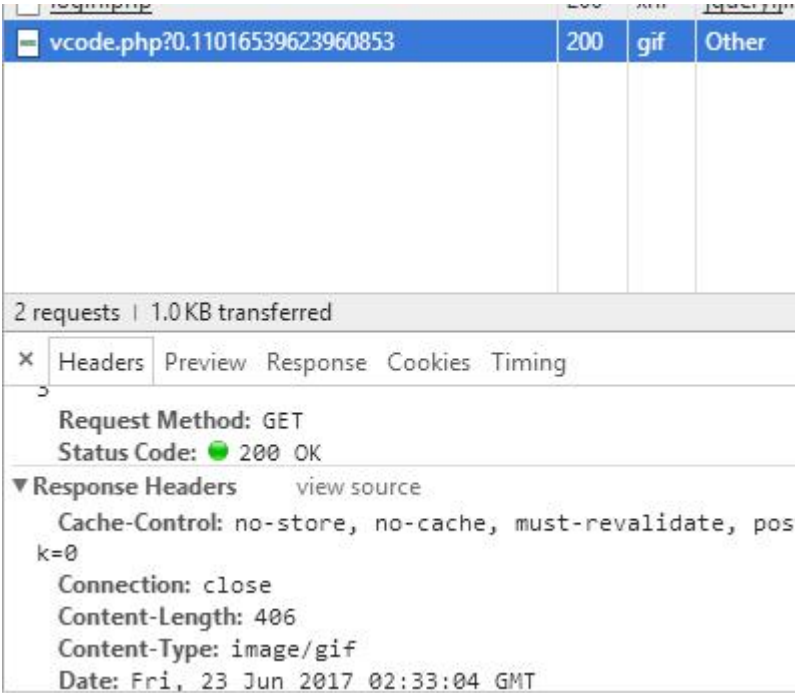 vcode.php?0.11016539623960853 200 gif Other
2 requests | 1.0 KB transferred
× Headers Preview Response Cookies Timing
Request Method: GET
Status Code: 200 OK
▼Response Headers view source
Cache-Control: no-store, no-cache, must-revalidate, pos
k=0
Connection: close
Content-Length: 406
Content-Type: image/gif
Date: Fri, 23 Jun 2017 02:33:04 GMT